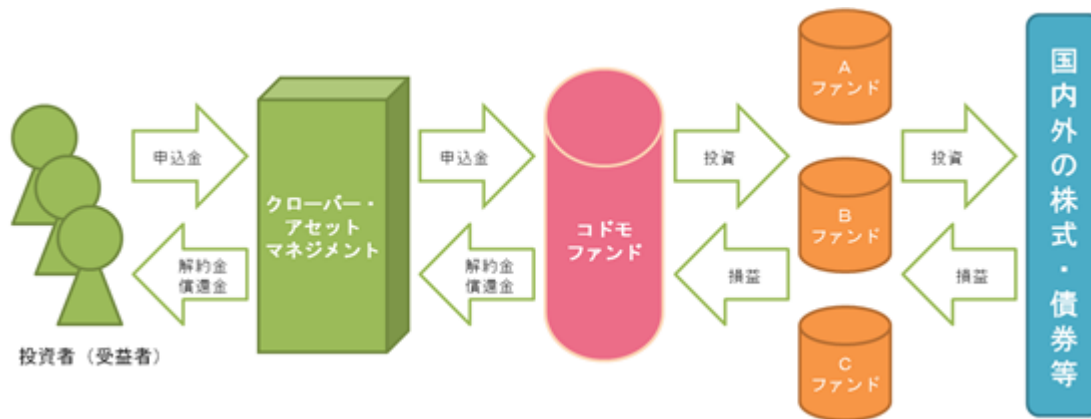 申込金
解約金
償還金
投資者（受益者）
クローバー・
アセット
マネジメント
申込金
解約金
償還金
コドモ
ファンド
投資
損益
A
ファンド
B
ファンド
C
ファンド
投資
損益
国内外の株式・債券等